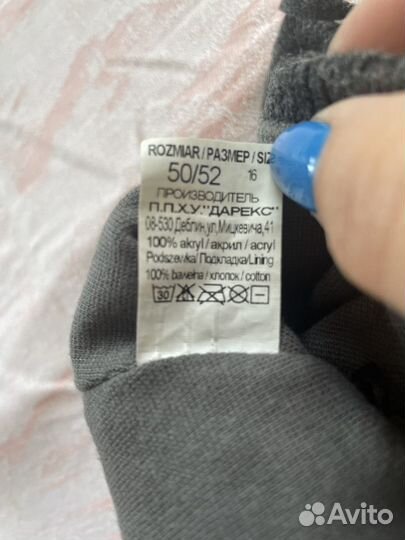 ROZMIAR / РАЗМЕР / SIZE
50/52 16
ПРОИЗВОДИТЕЛЬ
П.П.Х.У."ДАРЕКС"
08-530 Деблин,ул.Мицкевича,41
100% akryl / акрил / acryl
Podszewka/ Подкладка/Lining
100% bawełna / хлопок / cotton
30
Avito